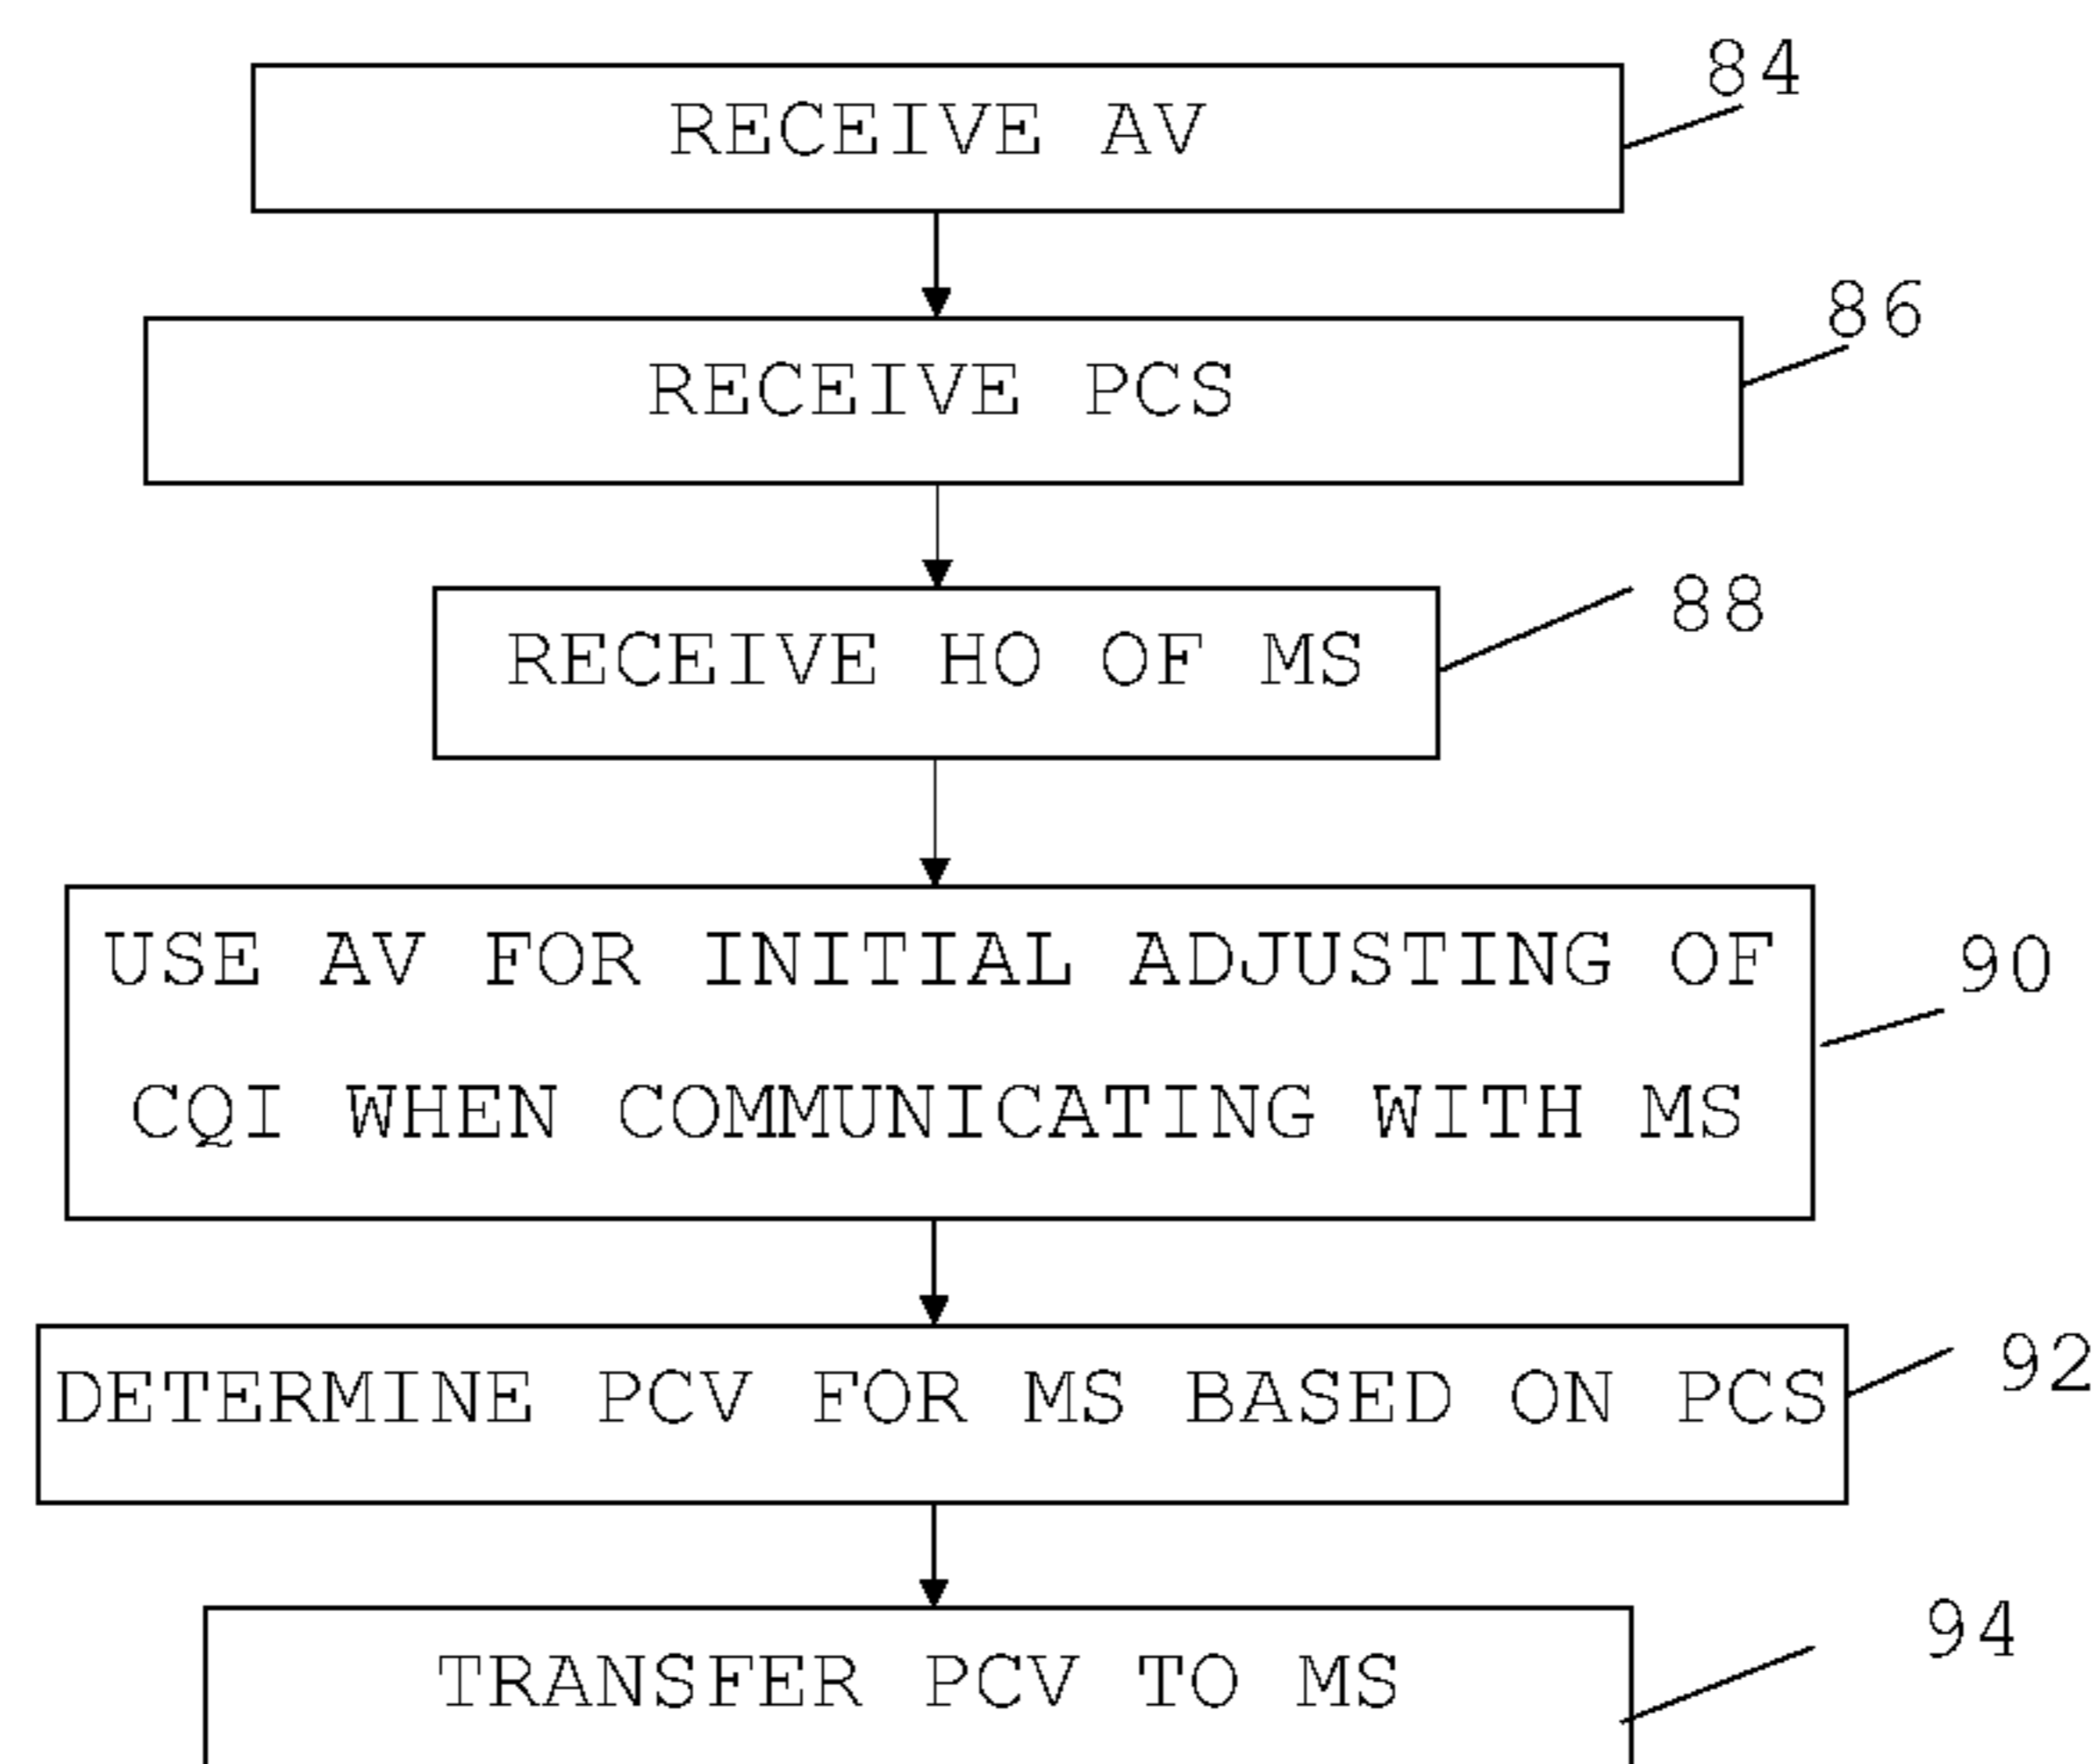 84
RECEIVE AV
86
RECEIVE PCS
88
RECEIVE HO OF MS
90
USE AV FOR INITIAL ADJUSTING OF
CQI WHEN COMMUNICATING WITH MS
92
DETERMINE PCV FOR MS BASED ON PCS
94
TRANSFER PCV TO MS